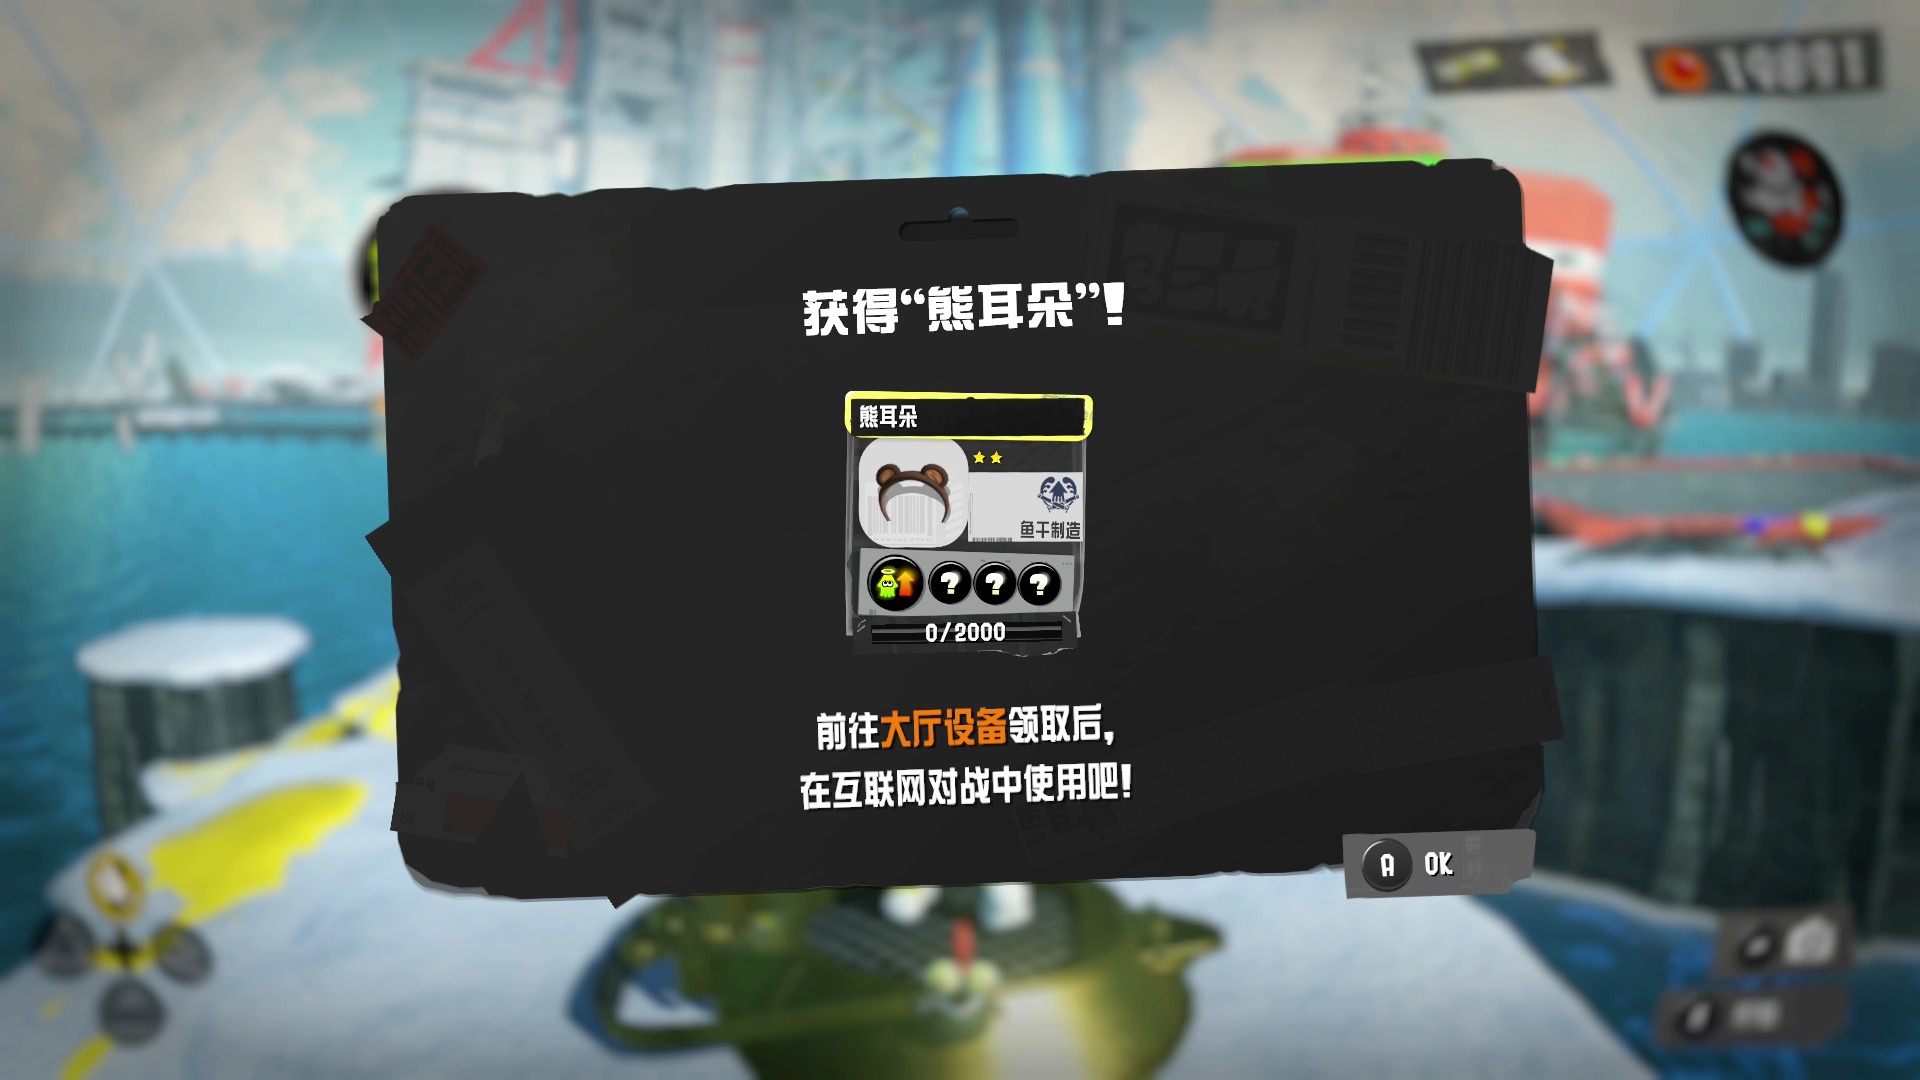 19891
获得“熊耳朵”!
熊耳朵
鱼干制造
? ? ?
0/2000
前往大厅设备领取后,
在互联网对战中使用吧!
A OK